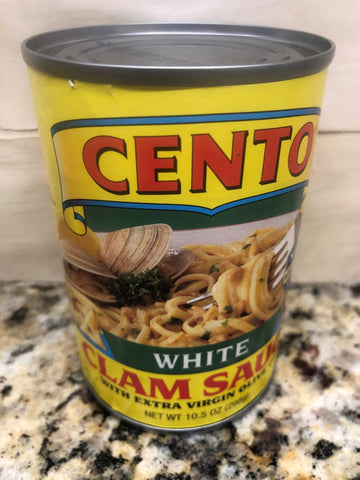 CENTO
WHITE
CLAM SAU
WITH EXTRA VIRGIN OLIV
NET WT 10.5 OZ